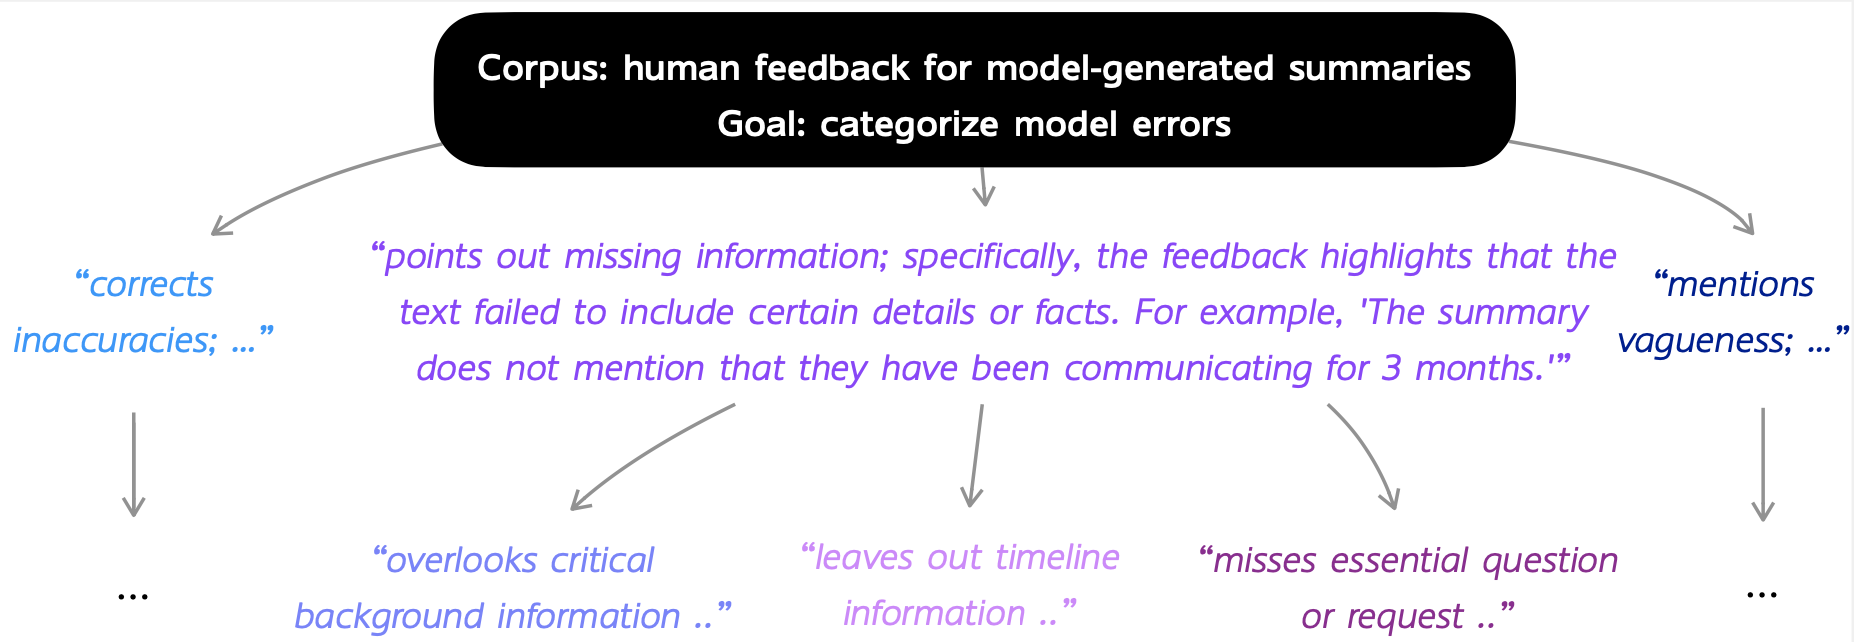 Corpus: human feedback for model-generated summaries
Goal: categorize model errors
“corrects
inaccuracies; ...”
“points out missing information; specifically, the feedback highlights that the
text failed to include certain details or facts. For example, 'The summary
does not mention that they have been communicating for 3 months.'”
“mentions
vagueness; ...”
...
“overlooks critical
background information ..”
“leaves out timeline
information ..”
“misses essential question
or request ..”
...